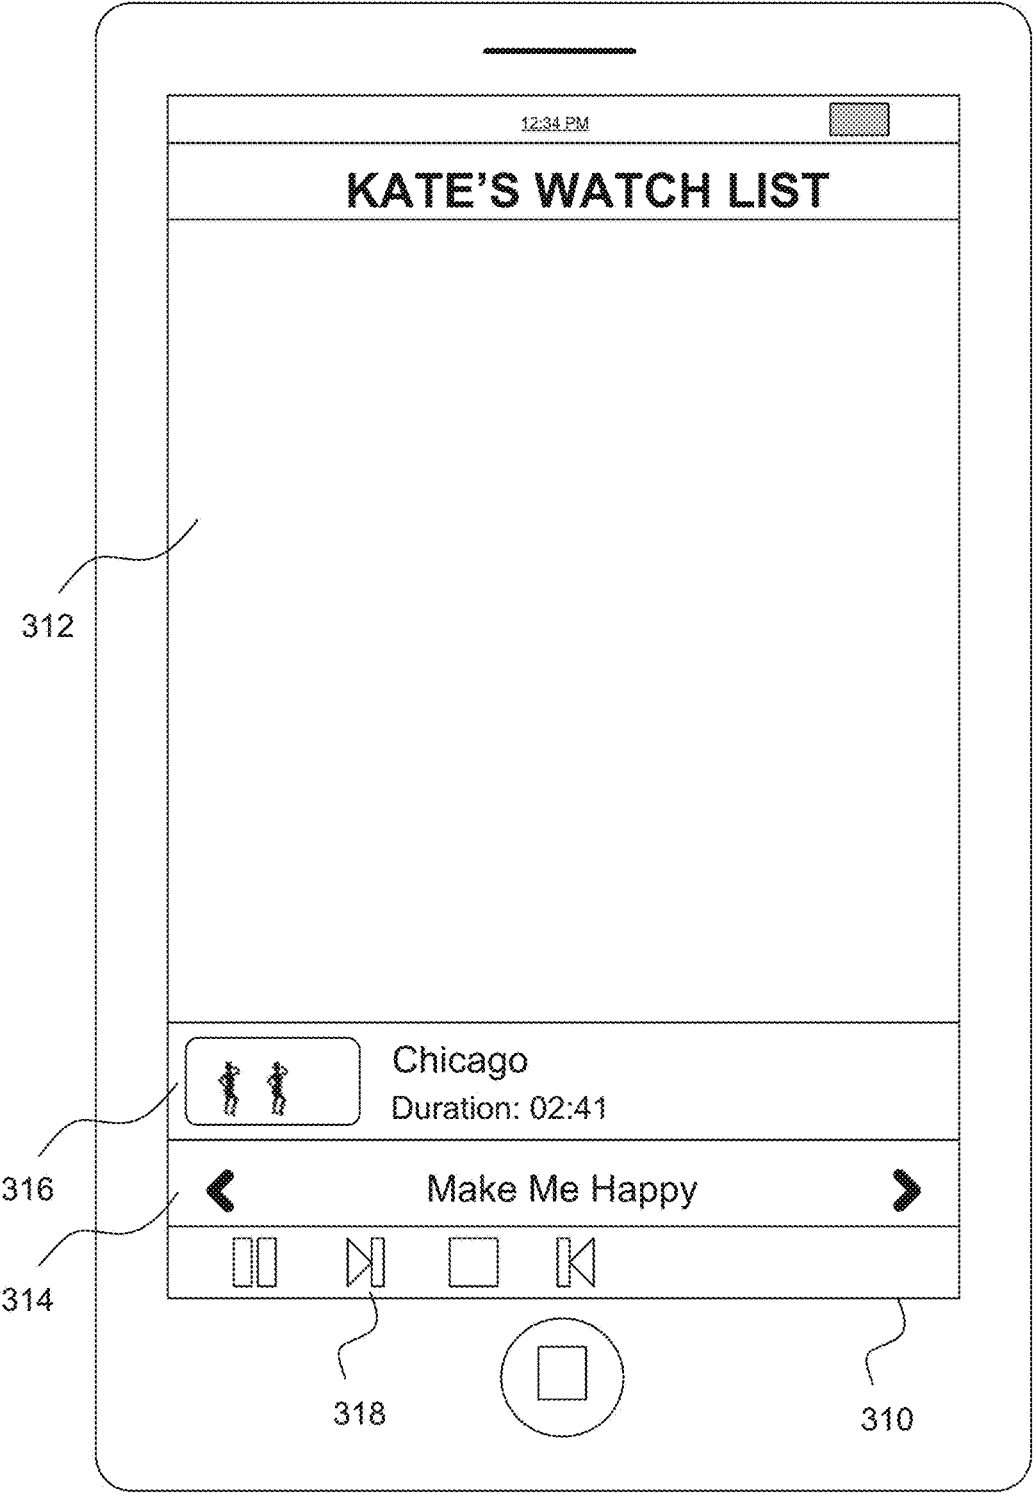 12:34 PM
KATE’S WATCH LIST
312
Chicago
Duration: 02:41
316
Make Me Happy
314
318
310